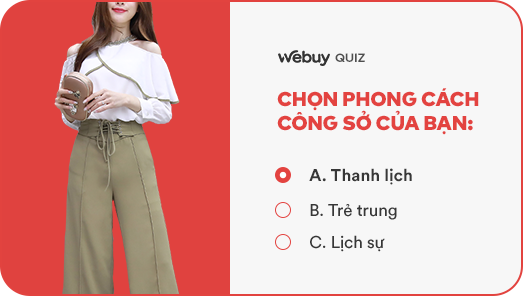 webuy QUIZ
CHỌN PHONG CÁCH
CÔNG SỞ CỦA BẠN:
A. Thanh lịch
B. Trẻ trung
C. Lịch sự